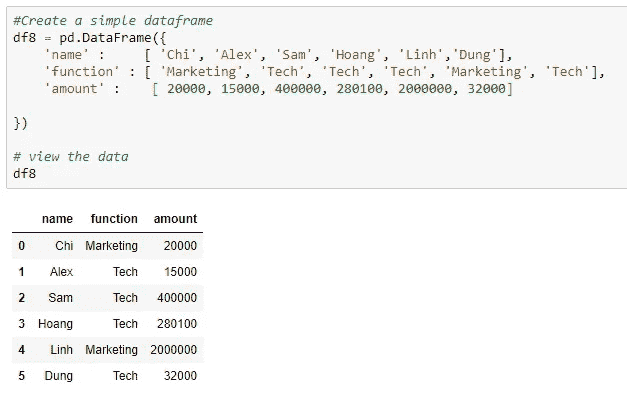 #Create a simple dataframe
df8 = pd.DataFrame({
    'name' :     [ 'Chi', 'Alex', 'Sam', 'Hoang', 'Linh','Dung'],
    'function' : [ 'Marketing', 'Tech', 'Tech', 'Tech', 'Marketing', 'Tech'],
    'amount' :    [ 20000, 15000, 400000, 280100, 2000000, 32000]
})
# view the data
df8
name function amount
0 Chi Marketing 20000
1 Alex Tech 15000
2 Sam Tech 400000
3 Hoang Tech 280100
4 Linh Marketing 2000000
5 Dung Tech 32000